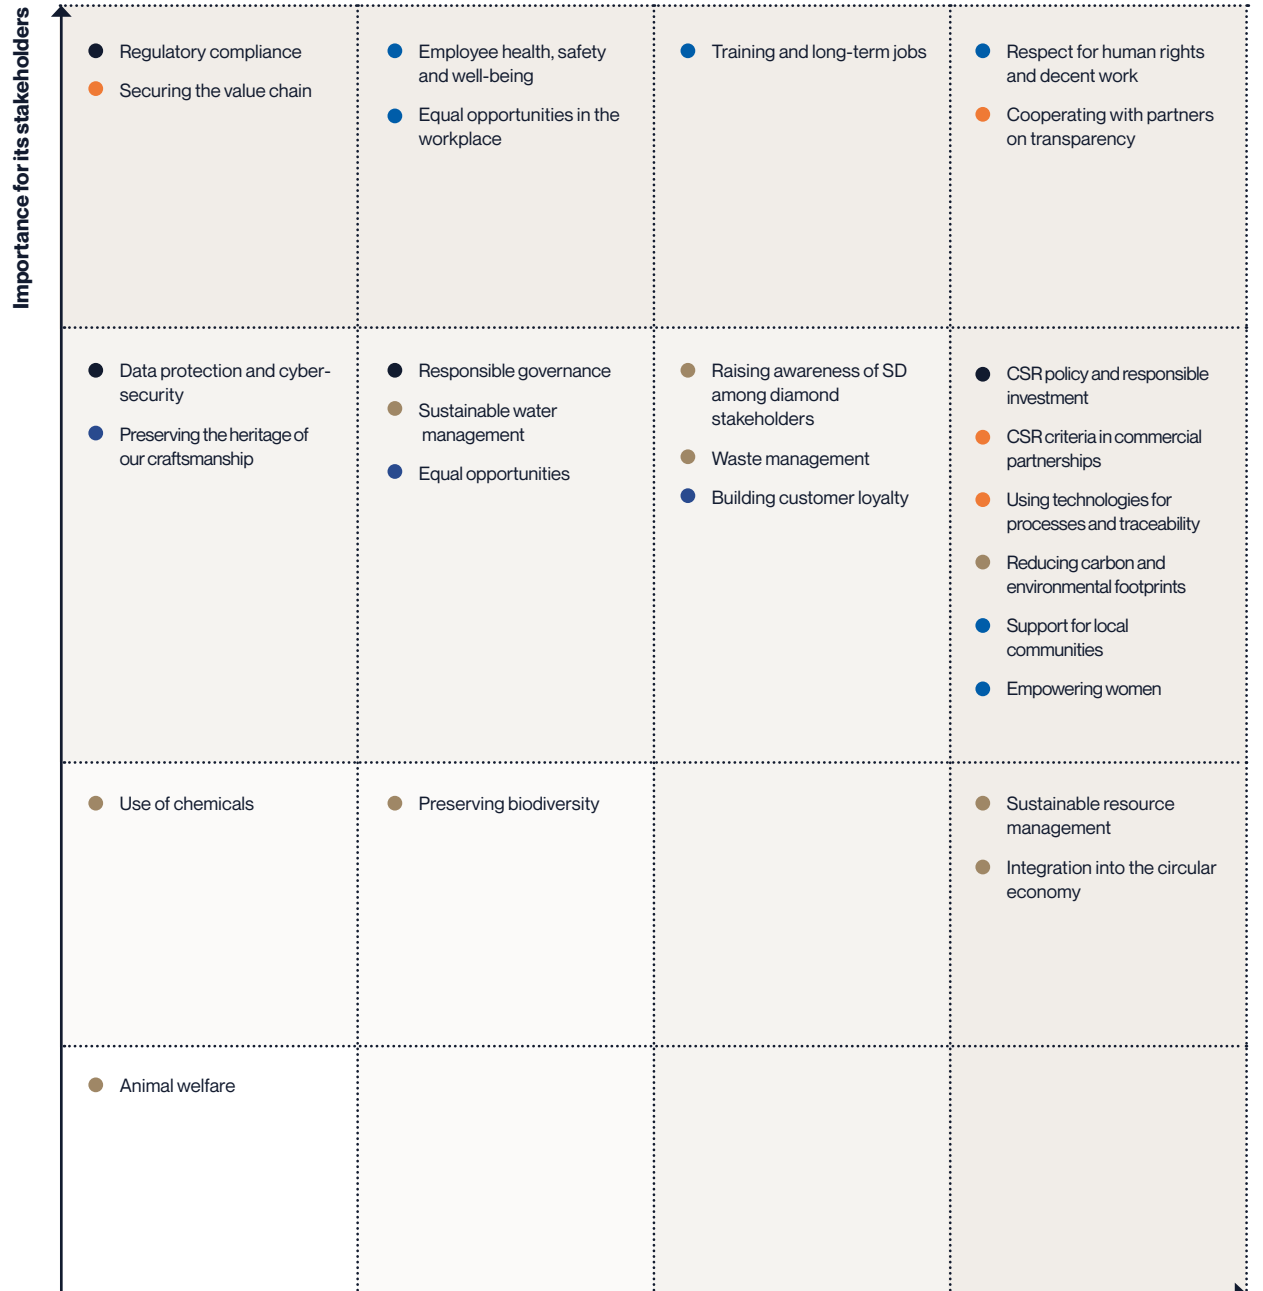 Importance for its stakeholders
Regulatory compliance
Securing the value chain
Employee health, safety
and well-being
Equal opportunities in the
workplace
Training and long-term jobs
Respect for human rights
and decent work
Cooperating with partners
on transparency
Data protection and cyber-
security
Preserving the heritage of
our craftsmanship
Responsible governance
Sustainable water
management
Equal opportunities
Raising awareness of SD
among diamond
stakeholders
Waste management
Building customer loyalty
CSR policy and responsible
investment
CSR criteria in commercial
partnerships
Using technologies for
processes and traceability
Reducing carbon and
environmental footprints
Support for local
communities
Empowering women
Use of chemicals
Preserving biodiversity
Sustainable resource
management
Integration into the circular
economy
Animal welfare